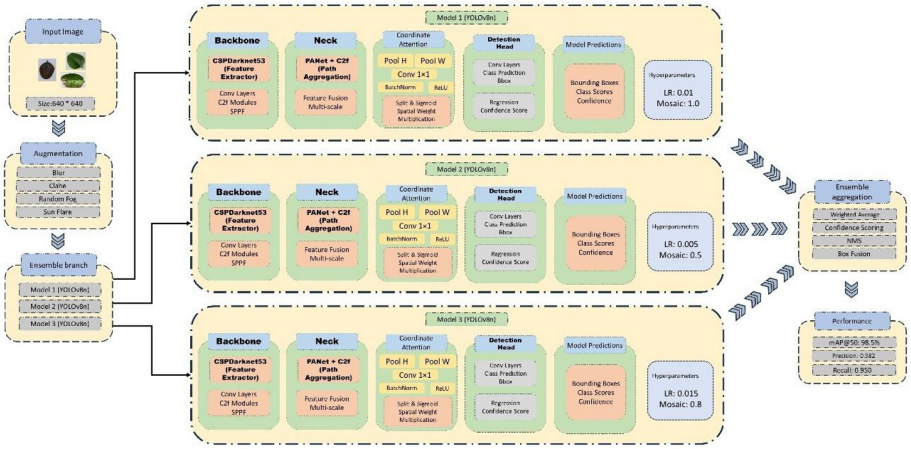 Input Image
Size:640 * 640
Augmentation
Blur
Clahe
Random Fog
Sun Flare
Ensemble branch
Model 1 (YOLOv8n)
Model 2 (YOLOv8n)
Model 3 (YOLOv8n)
Model 1 (YOLOv8n)
Backbone
CSPDarknet53
(Feature
Extractor)
Conv Layers
C2f Modules
SPPF
Neck
PANet + C2f
(Path
Aggregation)
Feature Fusion
Multi-scale
Coordinate
Attention
Pool H
Pool W
Conv 1×1
BatchNorm
ReLU
Split & Sigmoid
Spatial Weight
Multiplication
Detection
Head
Conv Layers
Class Prediction
Bbox
Regression
Confidence Score
Model Predictions
Bounding Boxes
Class Scores
Confidence
Hyperparameters
LR: 0.01
Mosaic: 1.0
Model 2 (YOLOv8n)
Backbone
CSPDarknet53
(Feature
Extractor)
Conv Layers
C2f Modules
SPPF
Neck
PANet + C2f
(Path
Aggregation)
Feature Fusion
Multi-scale
Coordinate
Attention
Pool H
Pool W
Conv 1×1
BatchNorm
ReLU
Split & Sigmoid
Spatial Weight
Multiplication
Detection
Head
Conv Layers
Class Prediction
Bbox
Regression
Confidence Score
Model Predictions
Bounding Boxes
Class Scores
Confidence
Hyperparameters
LR: 0.005
Mosaic: 0.5
Model 3 (YOLOv8n)
Backbone
CSPDarknet53
(Feature
Extractor)
Conv Layers
C2f Modules
SPPF
Neck
PANet + C2f
(Path
Aggregation)
Feature Fusion
Multi-scale
Coordinate
Attention
Pool H
Pool W
Conv 1×1
BatchNorm
ReLU
Split & Sigmoid
Spatial Weight
Multiplication
Detection
Head
Conv Layers
Class Prediction
Bbox
Regression
Confidence Score
Model Predictions
Bounding Boxes
Class Scores
Confidence
Hyperparameters
LR: 0.015
Mosaic: 0.8
Ensemble
aggregation
Weighted Average
Confidence Scoring
NMS
Box Fusion
Performance
mAP@50: 98.5%
Precision: 0.982
Recall: 0.950